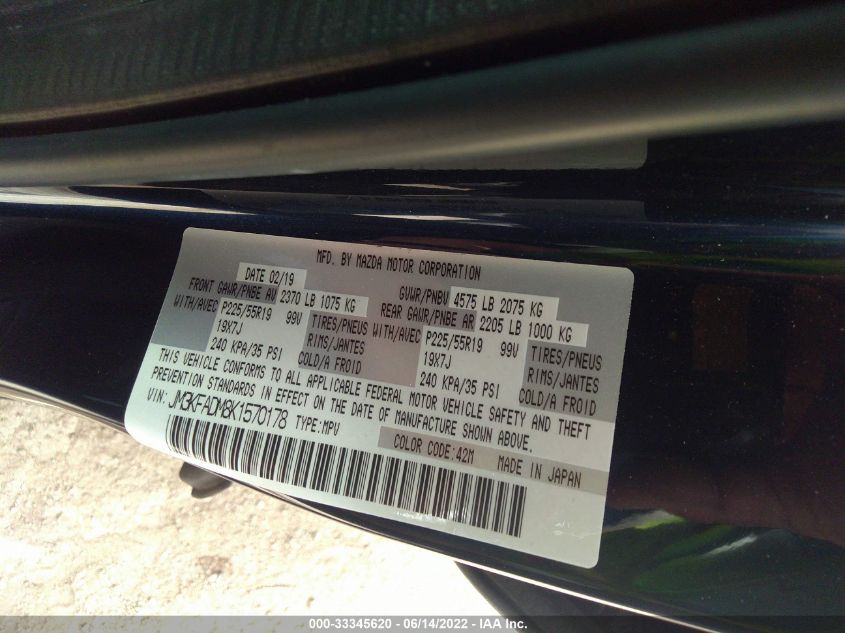 MFD. BY MAZDA MOTOR CORPORATION
DATE 02/19
GVWR/PNBV 4575 LB 2075 KG
FRONT GAWR/PNBE AV 2370 LB 1075 KG
REAR GAWR/PNBE AR 2205 LB 1000 KG
WITH/AVEC P225/55R19 99V TIRES/PNEUS
19X7J RIMS/JANTES
240 KPA/35 PSI COLD/A FROID
WITH/AVEC P225/55R19 99V TIRES/PNEUS
19X7J RIMS/JANTES
240 KPA/35 PSI COLD/A FROID
THIS VEHICLE CONFORMS TO ALL APPLICABLE FEDERAL MOTOR VEHICLE SAFETY AND THEFT
PREVENTION STANDARDS IN EFFECT ON THE DATE OF MANUFACTURE SHOWN ABOVE.
VIN: JM3KFADM8K1570178 TYPE:MPV
COLOR CODE:42M MADE IN JAPAN
000-33345620 - 06/14/2022 - IAA Inc.